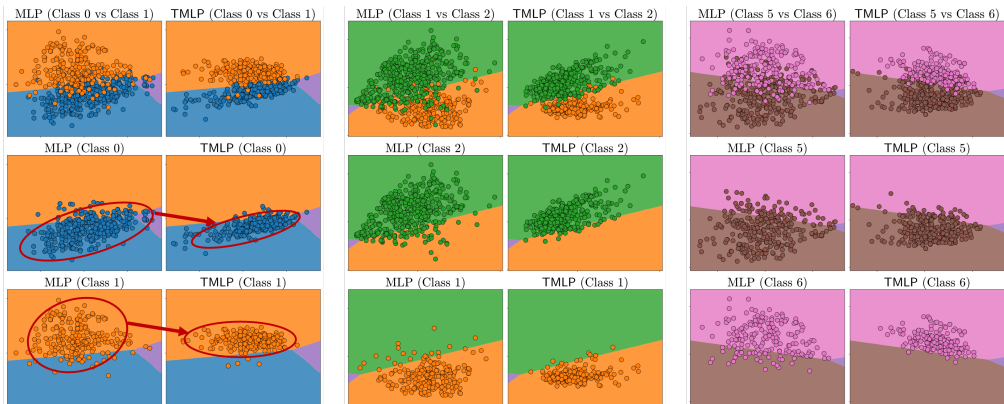 MLP (Class 0 vs Class 1) TMLP (Class 0 vs Class 1) MLP (Class 1 vs Class 2) TMLP (Class 1 vs Class 2) MLP (Class 5 vs Class 6) TMLP (Class 5 vs Class 6)
MLP (Class 0) TMLP (Class 0) MLP (Class 2) TMLP (Class 2) MLP (Class 5) TMLP (Class 5)
MLP (Class 1) TMLP (Class 1) MLP (Class 1) TMLP (Class 1) MLP (Class 6) TMLP (Class 6)